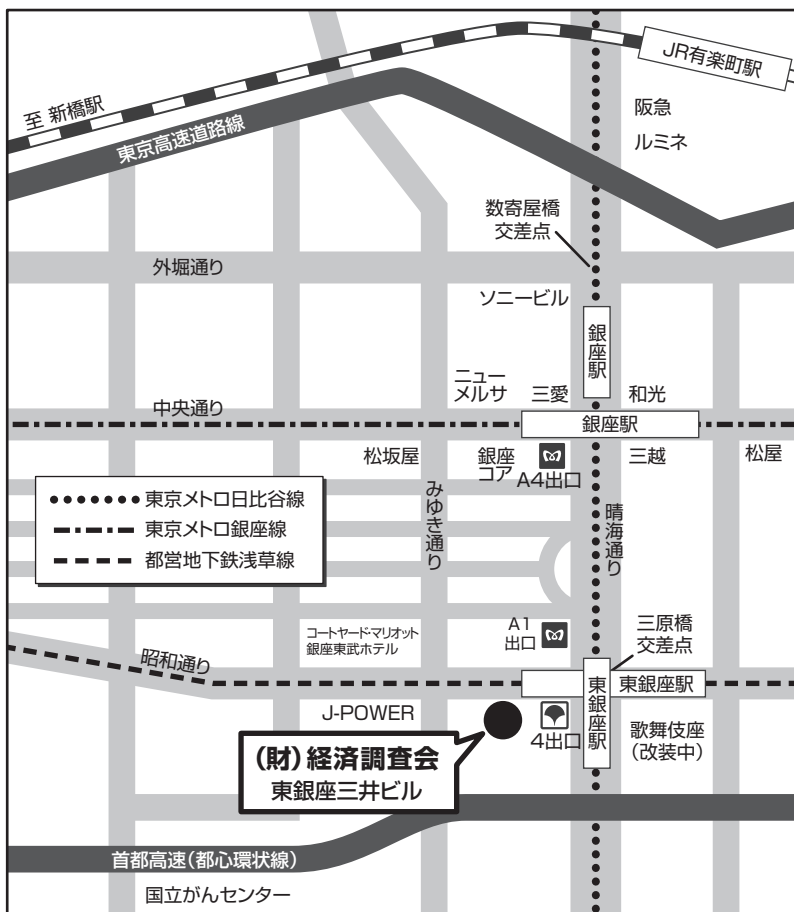 JR有楽町駅
至 新橋駅
阪急
東京高速道路線
ルミネ
数寄屋橋
交差点
外堀通り
ソニービル
銀座駅
ニュー
メルサ
三愛
和光
中央通り
銀座駅
松坂屋
銀座
コア
A4出口
三越
松屋
東京メトロ日比谷線
東京メトロ銀座線
都営地下鉄浅草線
みゆき通り
晴海通り
コートヤード・マリオット
銀座東武ホテル
A1
出口
三原橋
交差点
昭和通り
東銀座駅
東銀座駅
J-POWER
4出口
歌舞伎座
(改装中)
(財)経済調査会
東銀座三井ビル
首都高速(都心環状線)
国立がんセンター